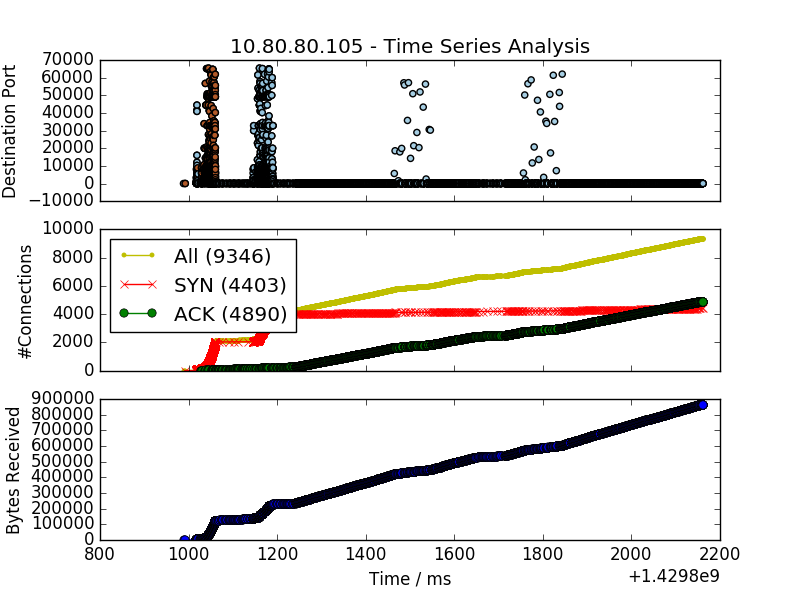 10.80.80.105 - Time Series Analysis
70000
60000
50000
40000
30000
20000
10000
0
−10000
Destination Port
10000
8000
6000
4000
2000
0
#Connections
All (9346)
SYN (4403)
ACK (4890)
900000
800000
700000
600000
500000
400000
300000
200000
100000
0
Bytes Received
800 1000 1200 1400 1600 1800 2000 2200
Time / ms
+1.4298e9